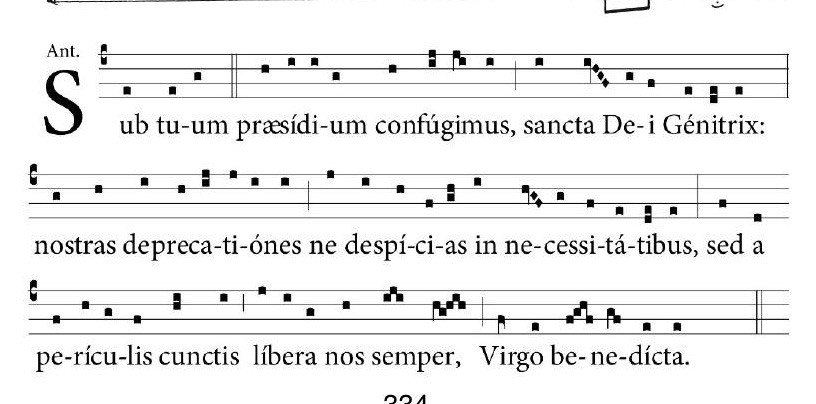 Ant.
Sub tu-um præsídi-um confúgimus, sancta De-i Génitrix:
nostras depreca-ti-ónes ne despí-ci-as in ne-cessi-tá-tibus, sed a
pe-rícu-lis cunctis líbera nos semper, Virgo be-ne-dícta.
334